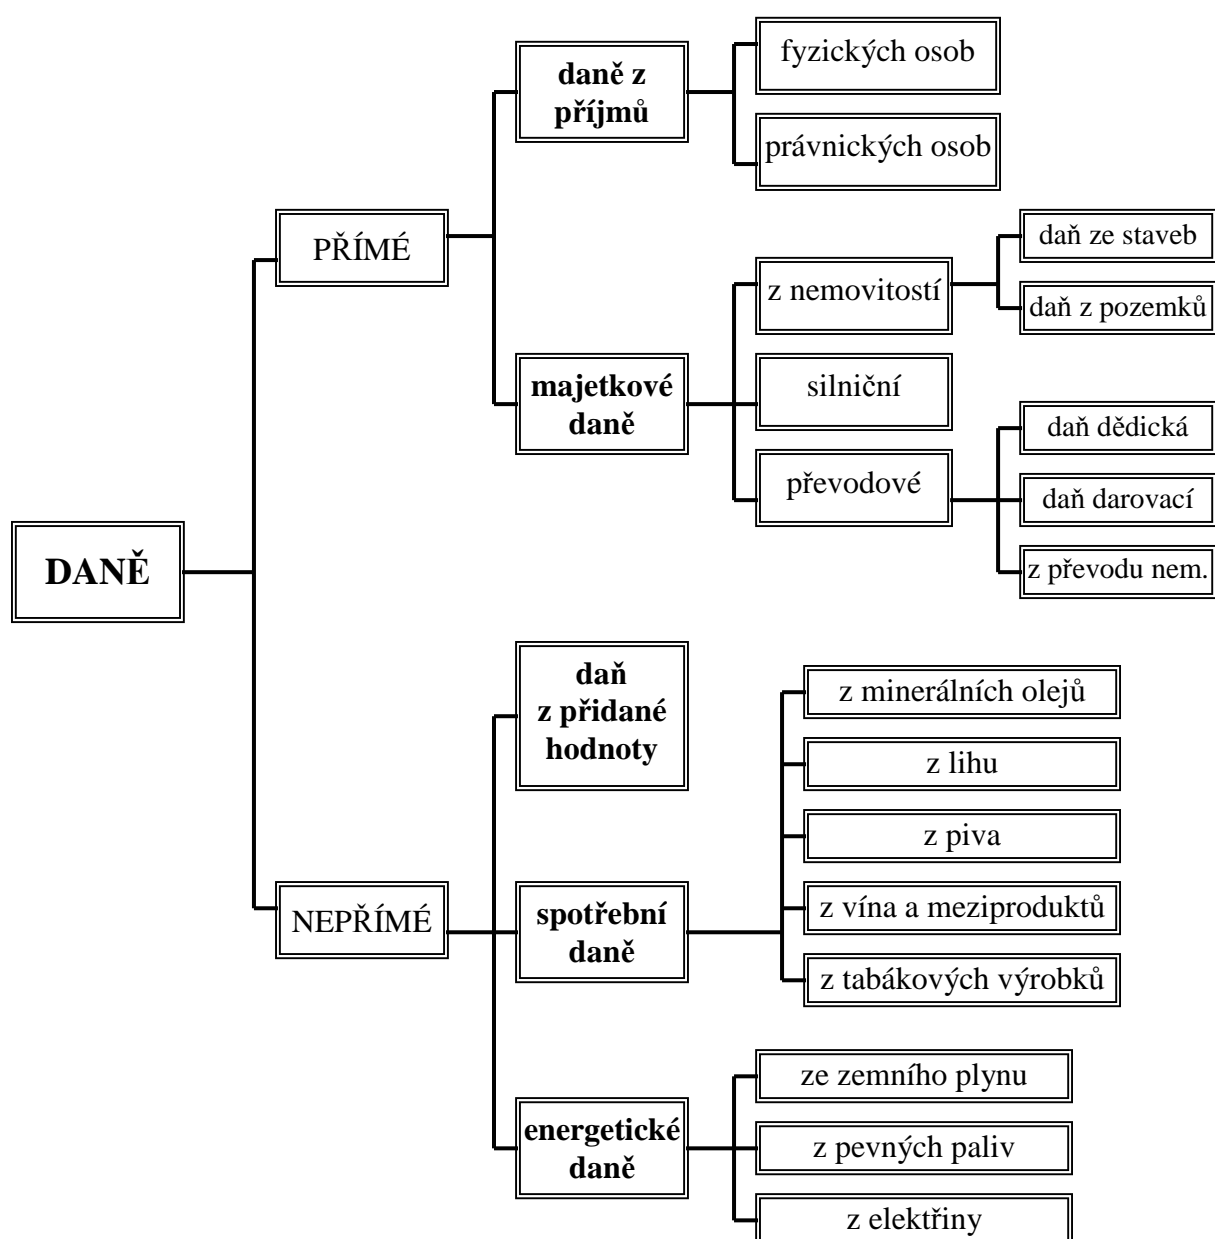 fyzických osob
daně z
příjmů
právnických osob
PŘÍMÉ
daň ze staveb
z nemovitostí
daň z pozemků
majetkové
daně
silniční
daň dědická
převodové
daň darovací
DANĚ
z převodu nem.
daň
z přidané
hodnoty
z minerálních olejů
z lihu
z piva
NEPŘÍMÉ
spotřební
daně
z vína a meziproduktů
z tabákových výrobků
ze zemního plynu
energetické
daně
z pevných paliv
z elektřiny